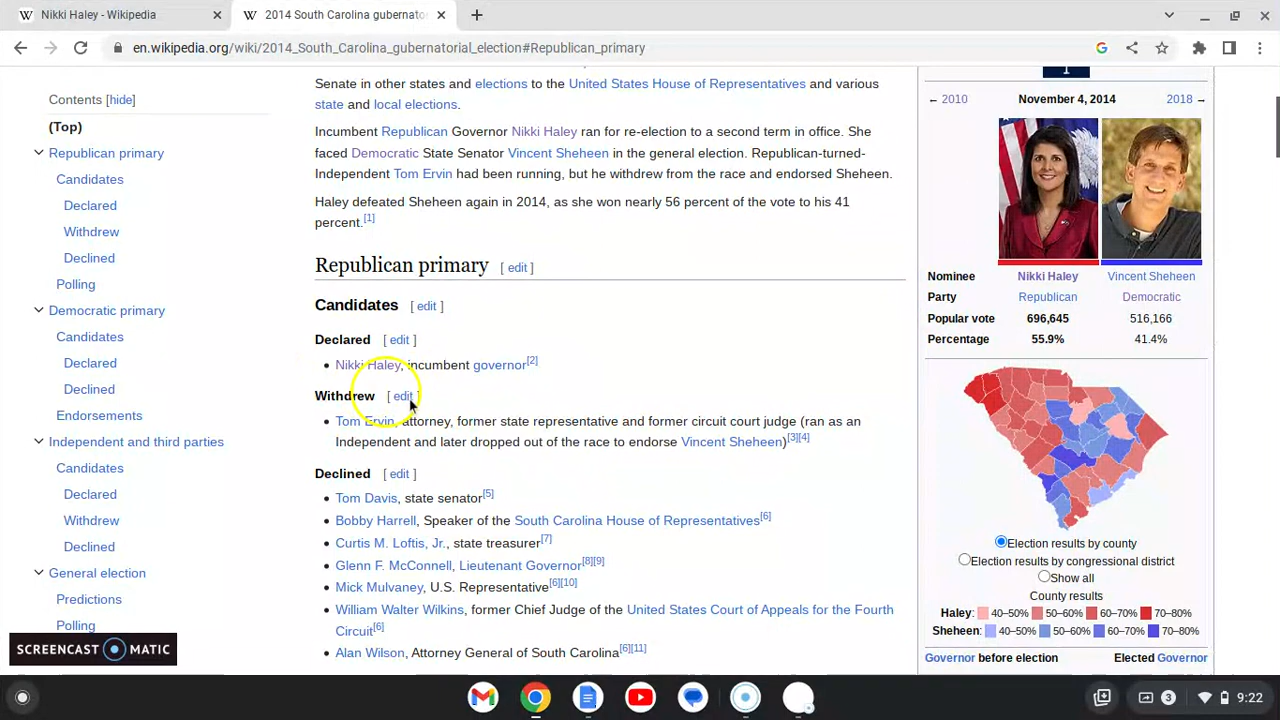 Nikki Haley - Wikipedia
2014 South Carolina gubernato
en.wikipedia.org/wiki/2014_South_Carolina_gubernatorial_election#Republican_primary
Contents [hide]
(Top)
Republican primary
Candidates
Declared
Withdrew
Declined
Polling
Democratic primary
Candidates
Declared
Declined
Endorsements
Independent and third parties
Candidates
Declared
Withdrew
Declined
General election
Predictions
Polling
Senate in other states and elections to the United States House of Representatives and various
state and local elections.
Incumbent Republican Governor Nikki Haley ran for re-election to a second term in office. She
faced Democratic State Senator Vincent Sheheen in the general election. Republican-turned-
Independent Tom Ervin had been running, but he withdrew from the race and endorsed Sheheen.
Haley defeated Sheheen again in 2014, as she won nearly 56 percent of the vote to his 41
percent.[1]
Republican primary [ edit ]
Candidates [ edit ]
Declared [ edit ]
• Nikki Haley, incumbent governor[2]
Withdrew [ edit ]
• Tom Ervin, attorney, former state representative and former circuit court judge (ran as an
Independent and later dropped out of the race to endorse Vincent Sheheen)[3][4]
Declined [ edit ]
• Tom Davis, state senator[5]
• Bobby Harrell, Speaker of the South Carolina House of Representatives[6]
• Curtis M. Loftis, Jr., state treasurer[7]
• Glenn F. McConnell, Lieutenant Governor[8][9]
• Mick Mulvaney, U.S. Representative[6][10]
• William Walter Wilkins, former Chief Judge of the United States Court of Appeals for the Fourth
Circuit[6]
• Alan Wilson, Attorney General of South Carolina[6][11]
← 2010 November 4, 2014 2018 →
Nominee Nikki Haley Vincent Sheheen
Party Republican Democratic
Popular vote 696,645 516,166
Percentage 55.9% 41.4%
Election results by county
Election results by congressional district
Show all
County results
Haley: 40–50% 50–60% 60–70% 70–80%
Sheheen: 40–50% 50–60% 60–70% 70–80%
Governor before election Elected Governor
SCREENCAST MATIC
3 9:22